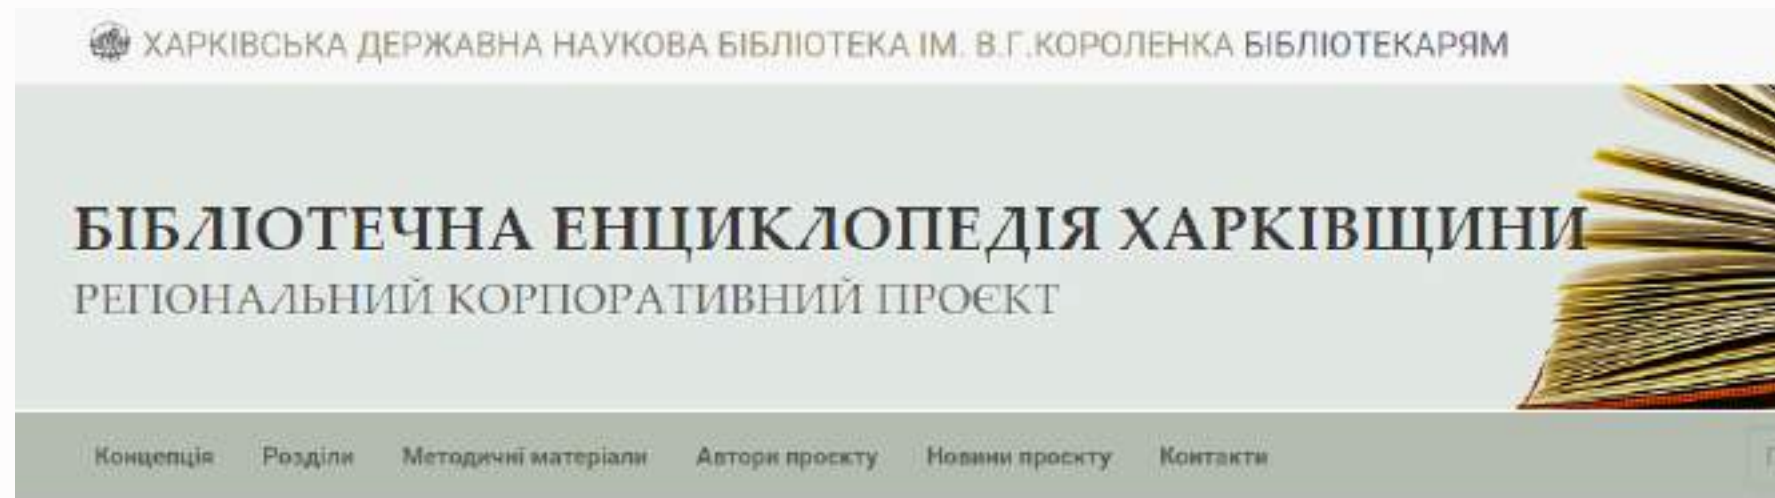 ХАРКІВСЬКА ДЕРЖАВНА НАУКОВА БІБЛІОТЕКА ІМ. В.Г.КОРОЛЕНКА БІБЛІОТЕКАРЯМ
БІБЛІОТЕЧНА ЕНЦИКЛОПЕДІЯ ХАРКІВЩИНИ
РЕГІОНАЛЬНИЙ КОРПОРАТИВНИЙ ПРОЄКТ
Концепція Розділи Методичні матеріали Автори проєкту Новини проєкту Контакти